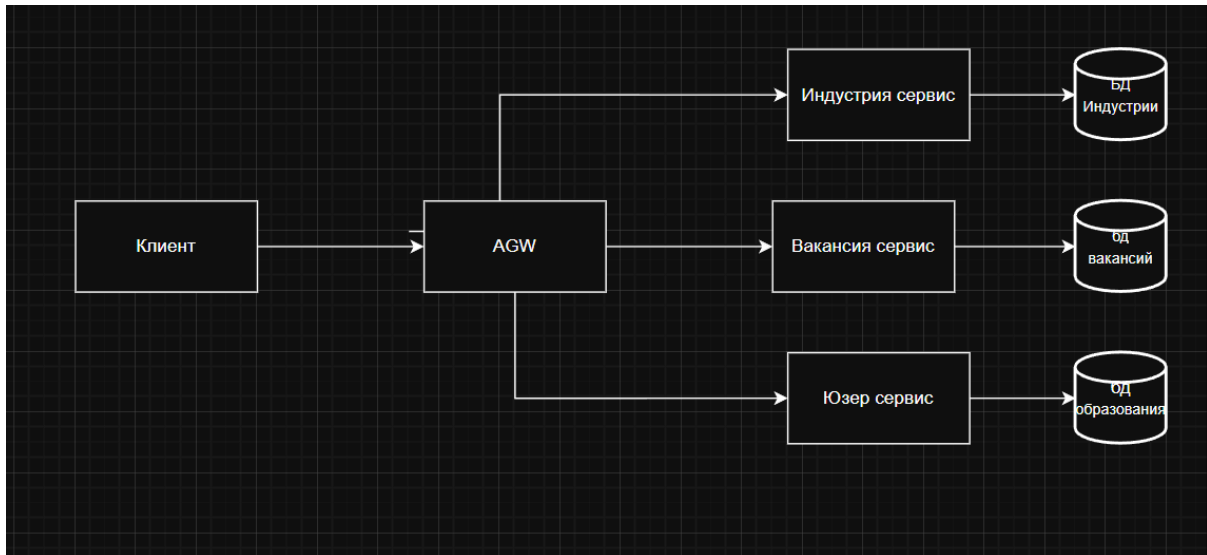 Индустрия сервис
БД
Индустрии
Клиент
AGW
Вакансия сервис
бд
вакансий
Юзер сервис
бд
образования